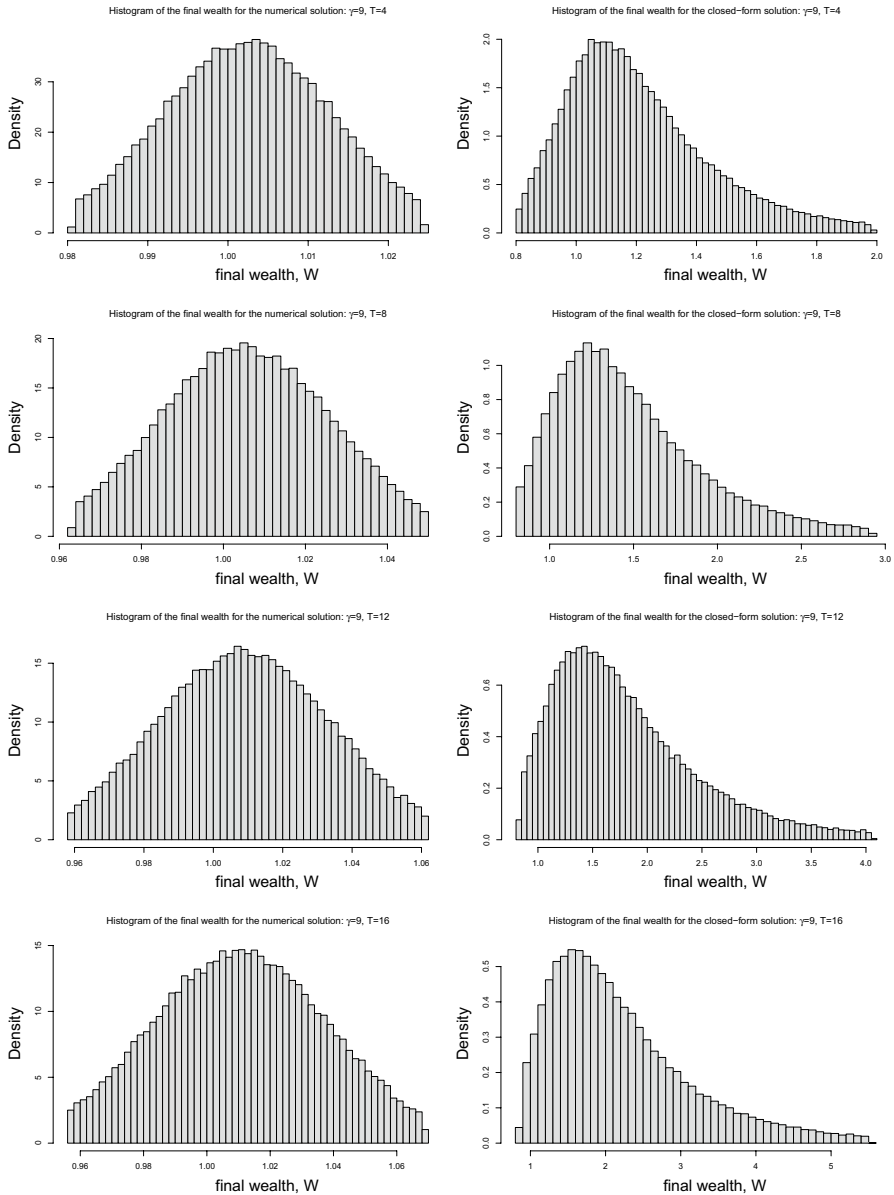 Histogram of the final wealth for the numerical solution: γ=9, T=4
Density
0 10 20 30
0.98 0.99 1.00 1.01 1.02
final wealth, W
Histogram of the final wealth for the closed−form solution: γ=9, T=4
Density
0.0 0.5 1.0 1.5 2.0
0.8 1.0 1.2 1.4 1.6 1.8 2.0
final wealth, W
Histogram of the final wealth for the numerical solution: γ=9, T=8
Density
0 5 10 15 20
0.96 0.98 1.00 1.02 1.04
final wealth, W
Histogram of the final wealth for the closed−form solution: γ=9, T=8
Density
0.0 0.2 0.4 0.6 0.8 1.0
1.0 1.5 2.0 2.5 3.0
final wealth, W
Histogram of the final wealth for the numerical solution: γ=9, T=12
Density
0 5 10 15
0.96 0.98 1.00 1.02 1.04 1.06
final wealth, W
Histogram of the final wealth for the closed−form solution: γ=9, T=12
Density
0.0 0.2 0.4 0.6
1.0 1.5 2.0 2.5 3.0 3.5 4.0
final wealth, W
Histogram of the final wealth for the numerical solution: γ=9, T=16
Density
0 5 10 15
0.96 0.98 1.00 1.02 1.04 1.06
final wealth, W
Histogram of the final wealth for the closed−form solution: γ=9, T=16
Density
0.0 0.1 0.2 0.3 0.4 0.5
1 2 3 4 5
final wealth, W